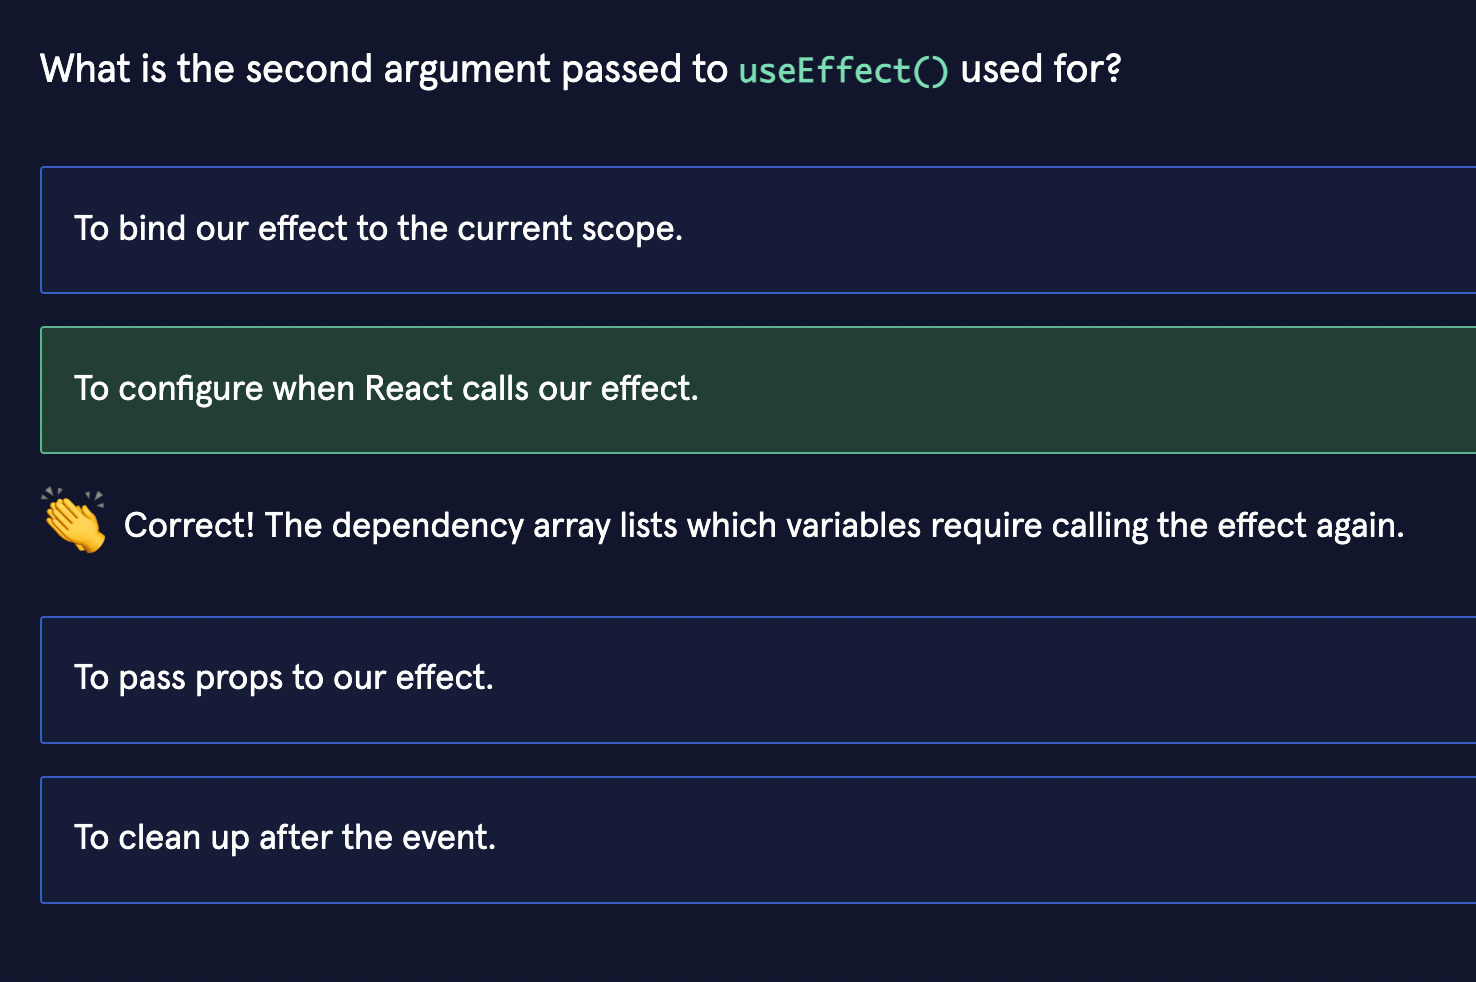 What is the second argument passed to useEffect() used for?
To bind our effect to the current scope.
To configure when React calls our effect.
👏 Correct! The dependency array lists which variables require calling the effect again.
To pass props to our effect.
To clean up after the event.